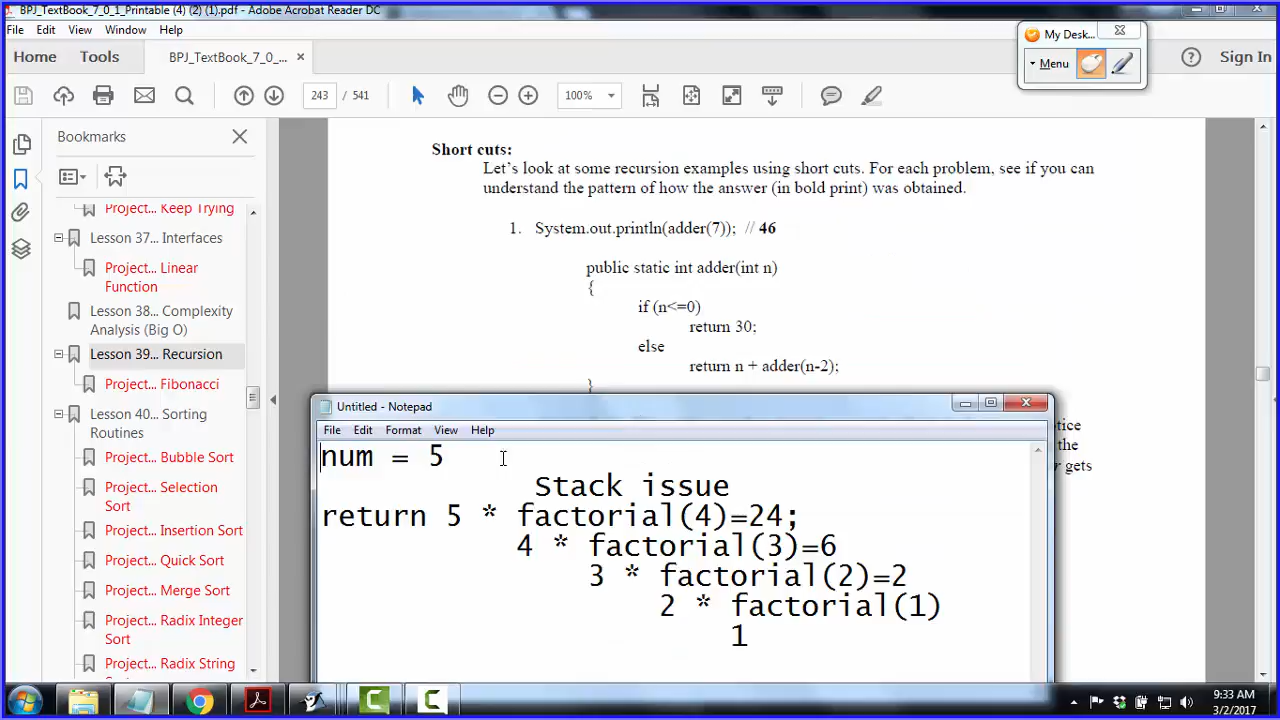 BPJ_TextBook_7_0_1_Printable (4) (2) (1).pdf - Adobe Acrobat Reader DC
File Edit View Window Help
My Desk...
Menu
Home Tools BPJ_TextBook_7_0_... × Sign In
243 / 541 100%
Bookmarks
Project... Keep Trying
Lesson 37... Interfaces
Project... Linear
Function
Lesson 38... Complexity
Analysis (Big O)
Lesson 39... Recursion
Project... Fibonacci
Lesson 40... Sorting
Routines
Project... Bubble Sort
Project... Selection
Sort
Project... Insertion Sort
Project... Quick Sort
Project... Merge Sort
Project... Radix Integer
Sort
Project... Radix String
Short cuts:
Let's look at some recursion examples using short cuts. For each problem, see if you can
understand the pattern of how the answer (in bold print) was obtained.
1. System.out.println(adder(7)); // 46
public static int adder(int n)
{
if (n<=0)
return 30;
else
return n + adder(n-2);
}
the
gets
Untitled - Notepad
File Edit Format View Help
num = 5
Stack issue
return 5 * factorial(4)=24;
4 * factorial(3)=6
3 * factorial(2)=2
2 * factorial(1)
1
9:33 AM
3/2/2017